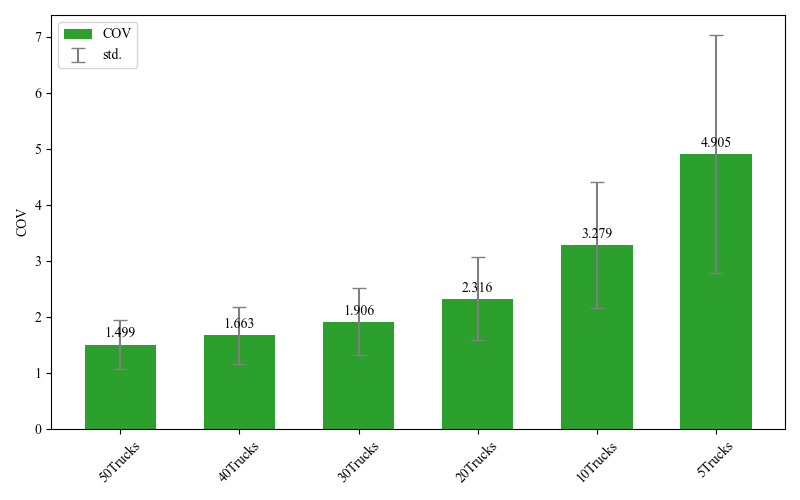 COV
std.
7
6
5
4
3
2
1
0
COV
1.499
1.663
1.906
2.316
3.279
4.905
50Trucks
40Trucks
30Trucks
20Trucks
10Trucks
5Trucks